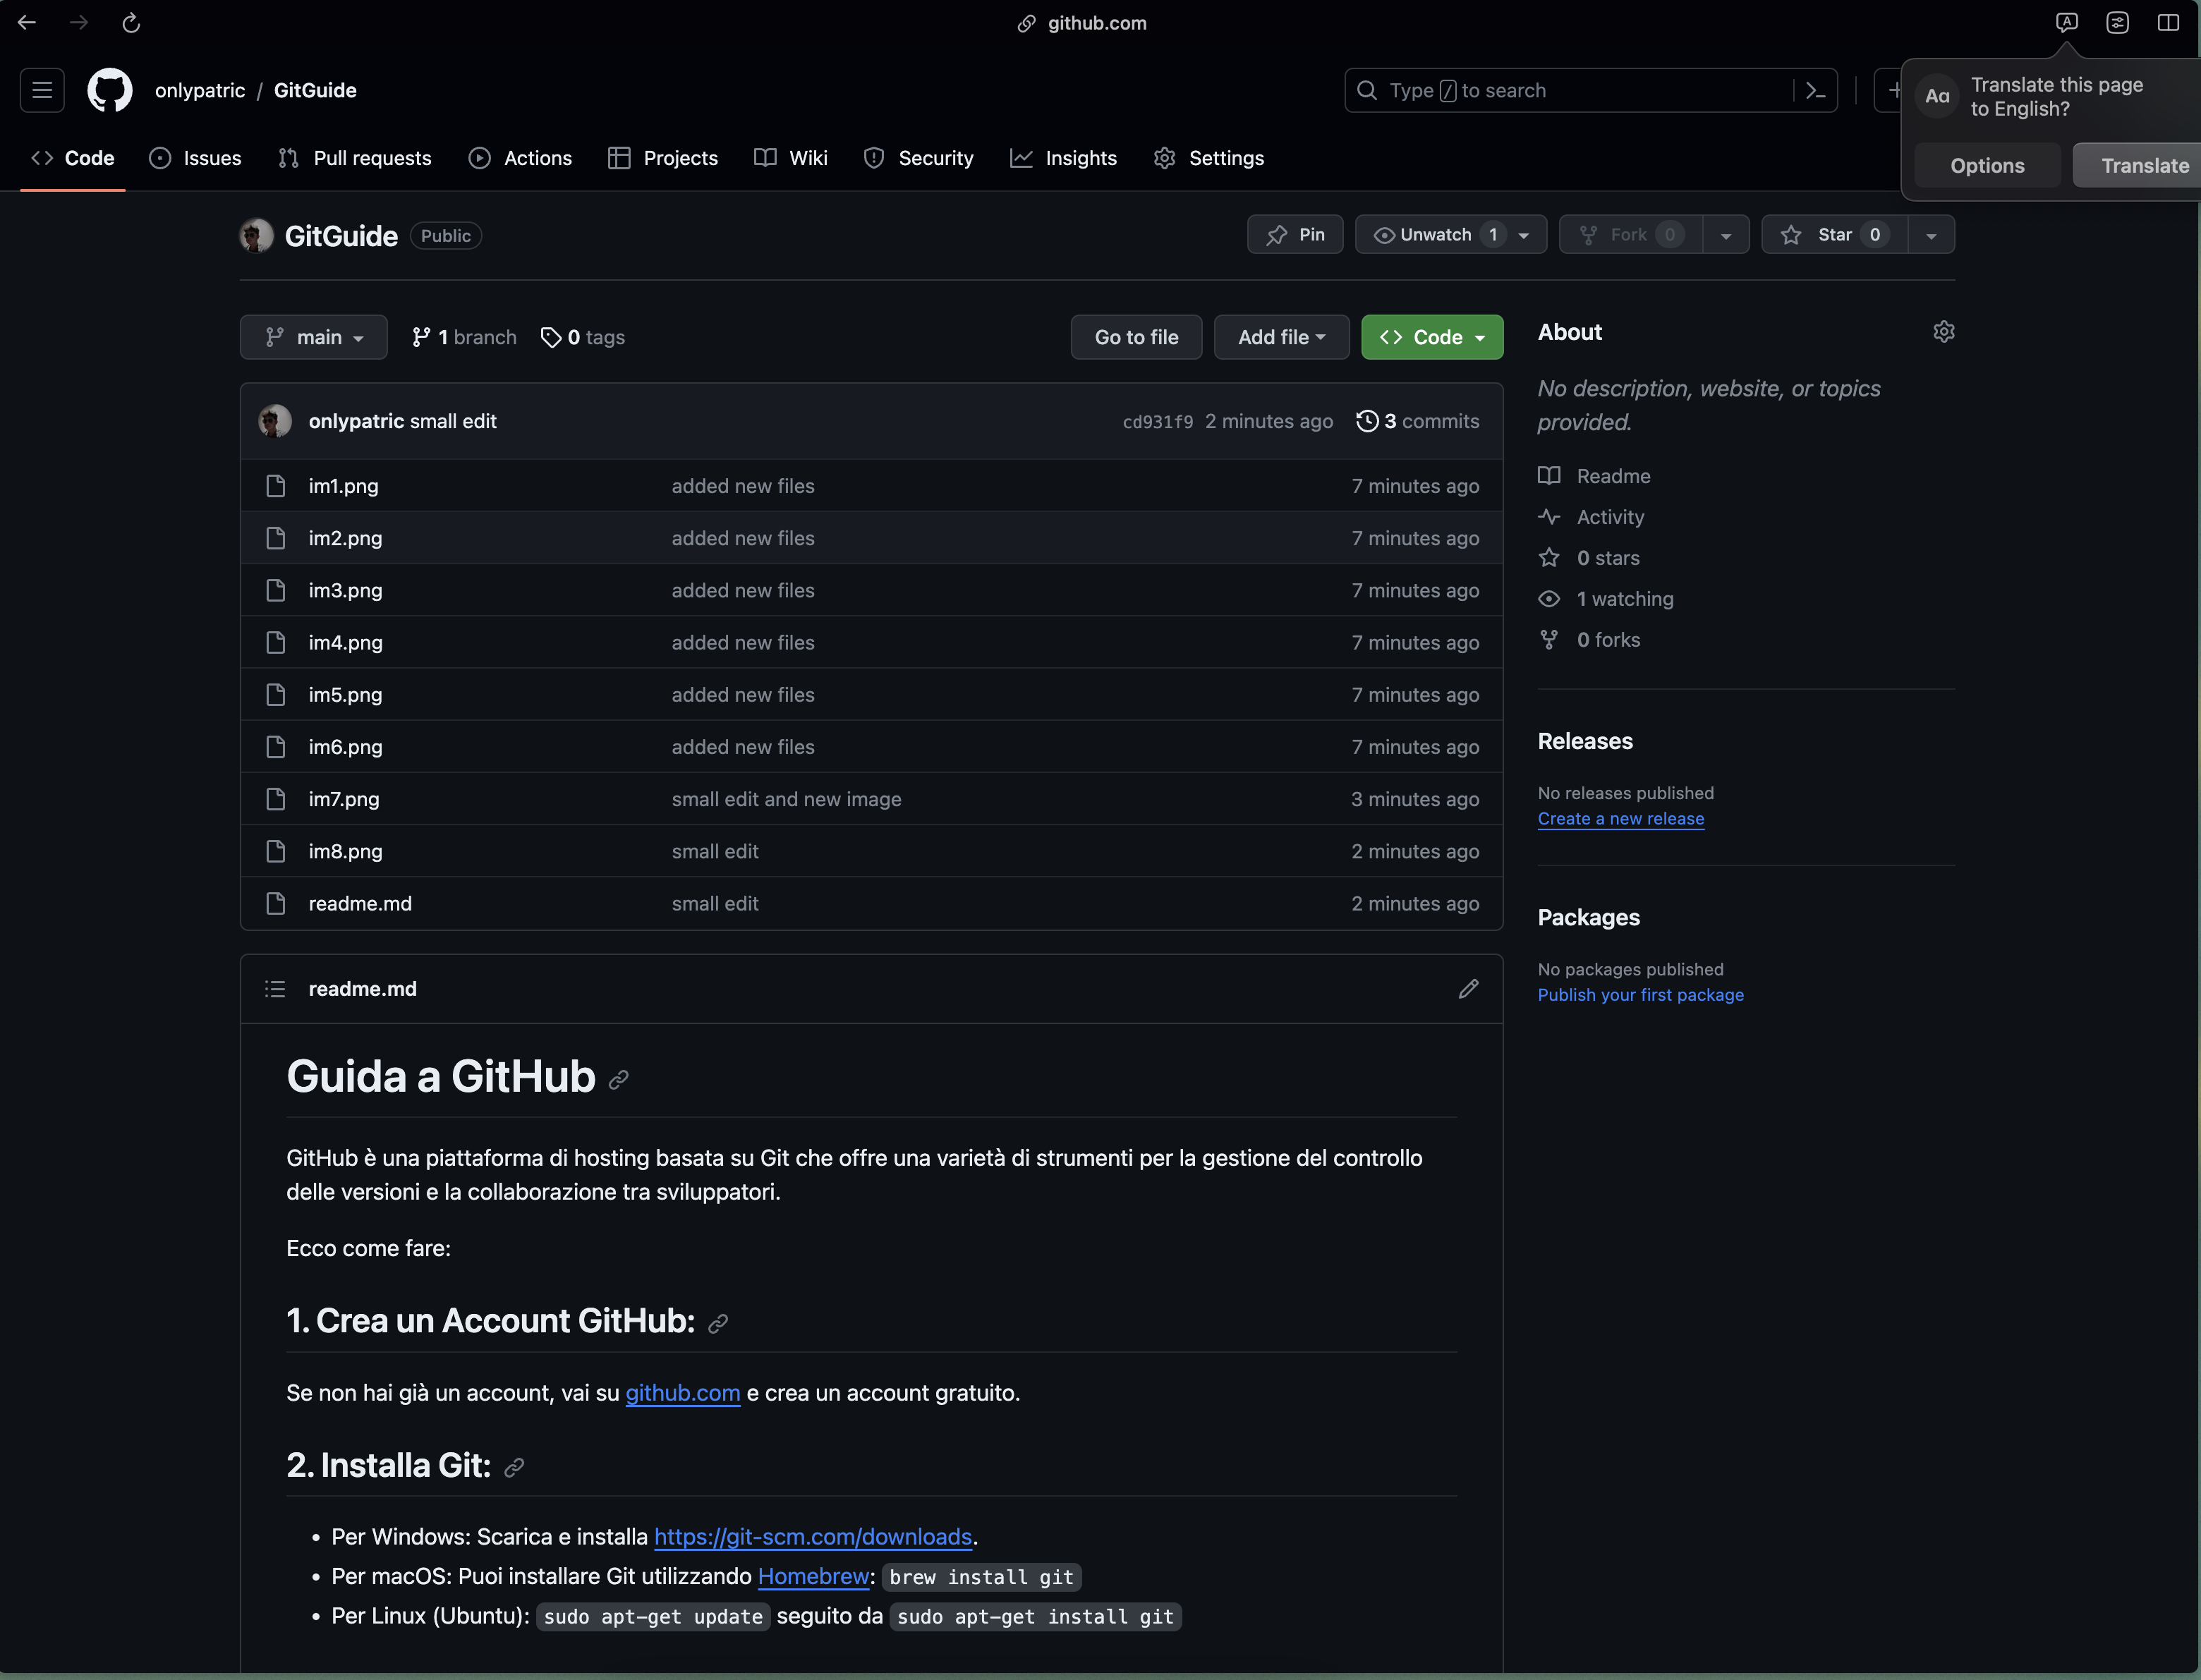 github.com
Translate this page
to English?
Options
Translate
onlypatric / GitGuide
Type / to search
Code
Issues
Pull requests
Actions
Projects
Wiki
Security
Insights
Settings
GitGuide
Public
Pin
Unwatch 1
Fork 0
Star 0
main
1 branch
0 tags
Go to file
Add file
Code
onlypatric small edit cd931f9 2 minutes ago 3 commits
im1.png added new files 7 minutes ago
im2.png added new files 7 minutes ago
im3.png added new files 7 minutes ago
im4.png added new files 7 minutes ago
im5.png added new files 7 minutes ago
im6.png added new files 7 minutes ago
im7.png small edit and new image 3 minutes ago
im8.png small edit 2 minutes ago
readme.md small edit 2 minutes ago
readme.md
Guida a GitHub
GitHub è una piattaforma di hosting basata su Git che offre una varietà di strumenti per la gestione del controllo
delle versioni e la collaborazione tra sviluppatori.
Ecco come fare:
1. Crea un Account GitHub:
Se non hai già un account, vai su github.com e crea un account gratuito.
2. Installa Git:
• Per Windows: Scarica e installa https://git-scm.com/downloads.
• Per macOS: Puoi installare Git utilizzando Homebrew: brew install git
• Per Linux (Ubuntu): sudo apt-get update seguito da sudo apt-get install git
About
No description, website, or topics
provided.
Readme
Activity
0 stars
1 watching
0 forks
Releases
No releases published
Create a new release
Packages
No packages published
Publish your first package